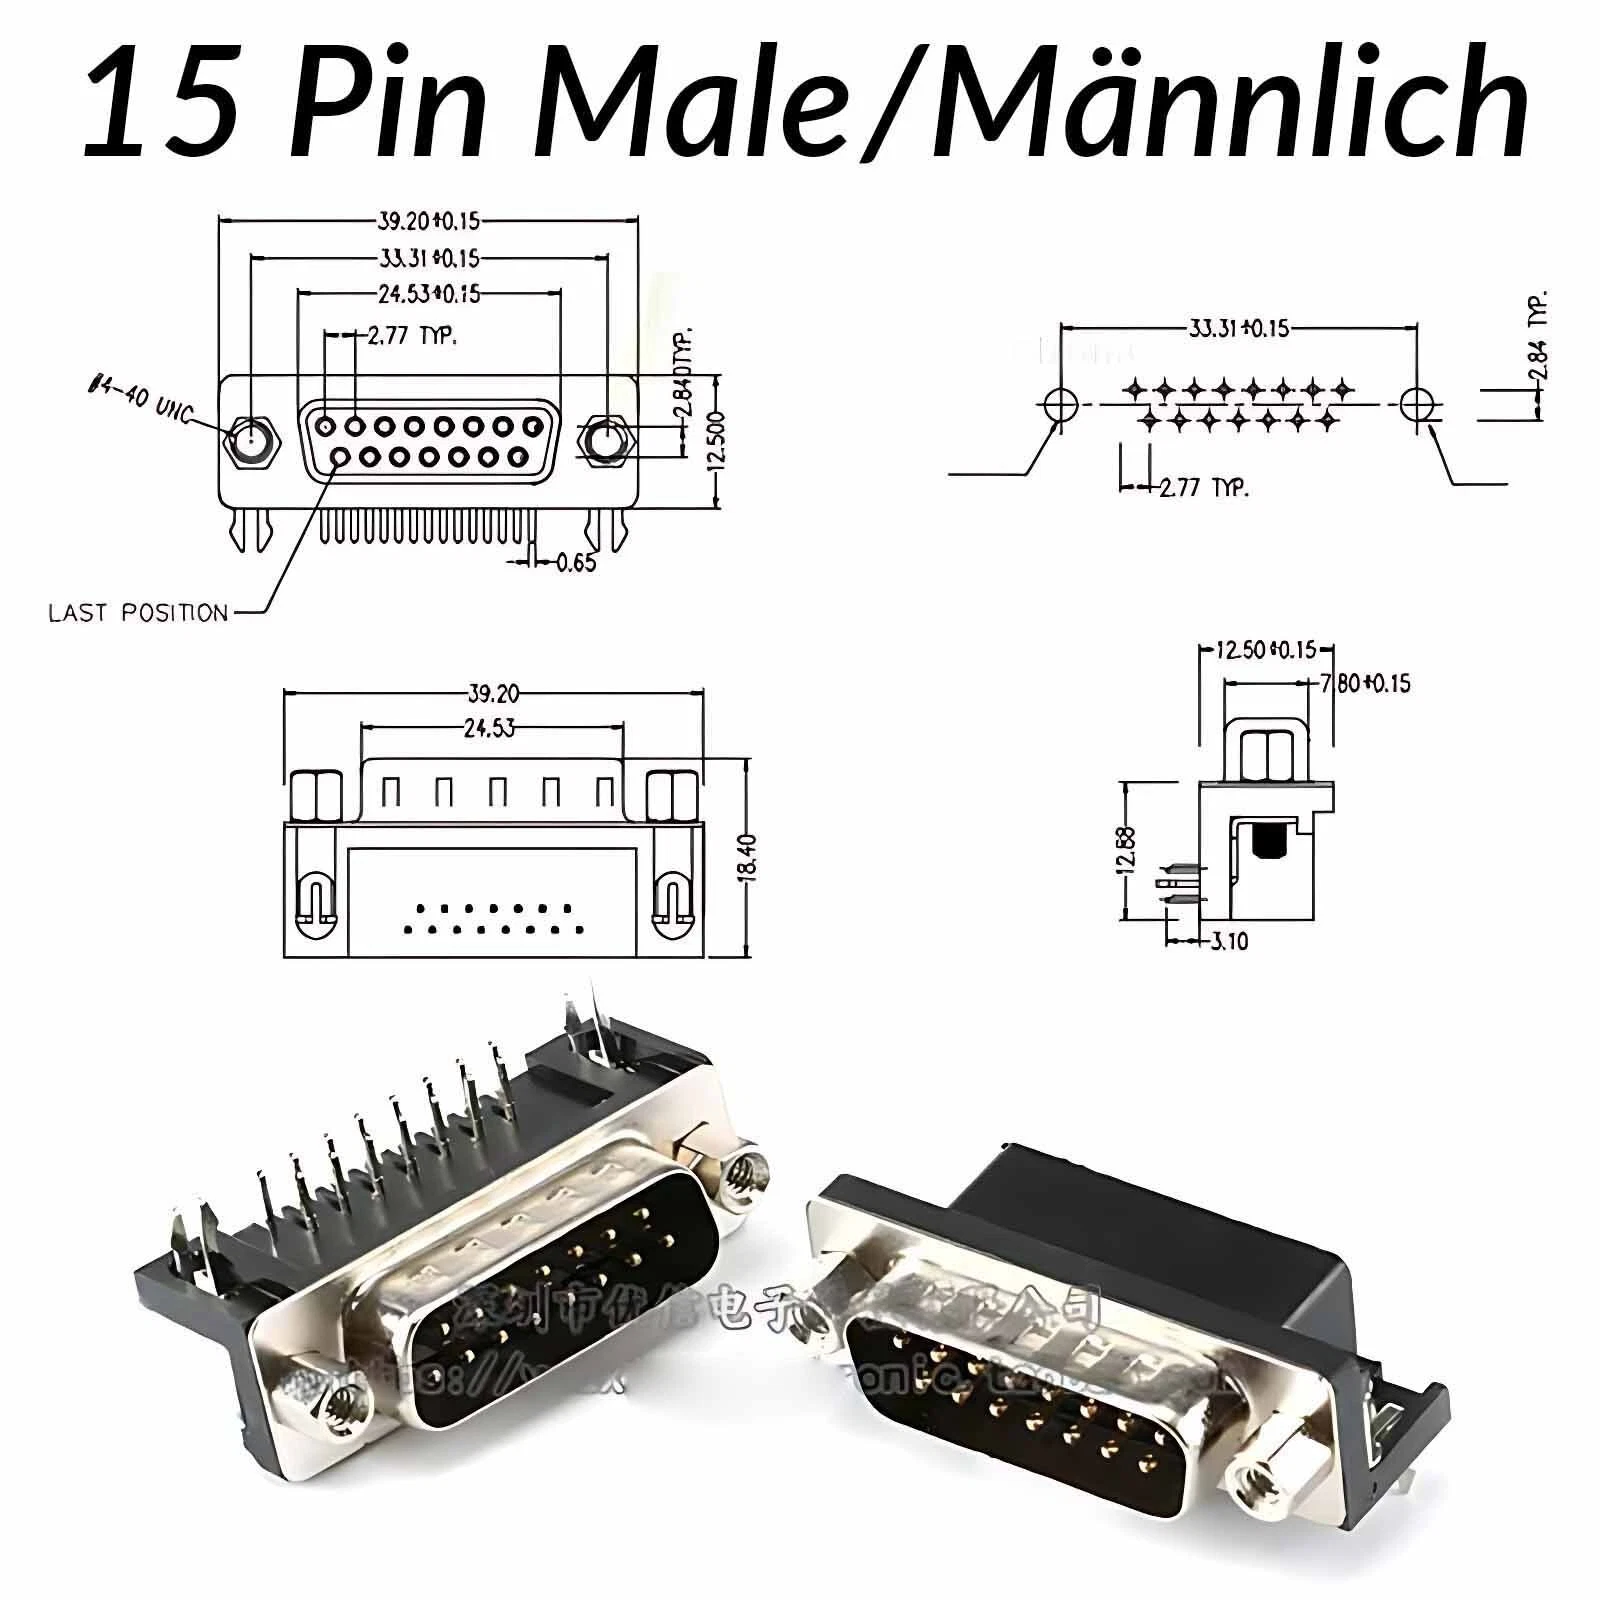 15 Pin Male/Männlich
39.20±0.15
33.31±0.15
24.53±0.15
2.77 TYP.
#4-40 UNC
2.840TYP.
12.500
0.65
LAST POSITION
33.31±0.15
2.84 TYP.
2.77 TYP.
39.20
24.53
18.40
12.50±0.15
7.80±0.15
12.68
3.10
深圳市优信电子 公司